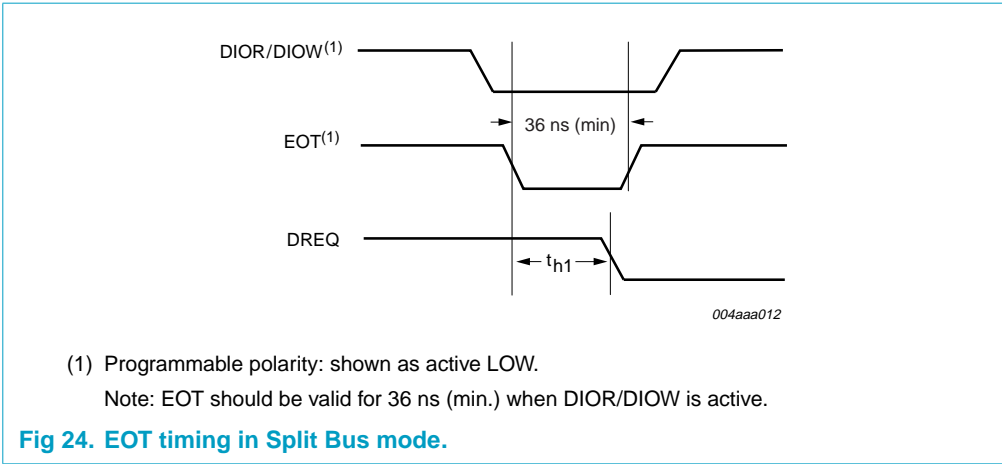 DIOR/DIOW(1)
36 ns (min)
EOT(1)
DREQ
th1
004aaa012
(1) Programmable polarity: shown as active LOW.
Note: EOT should be valid for 36 ns (min.) when DIOR/DIOW is active.
Fig 24. EOT timing in Split Bus mode.